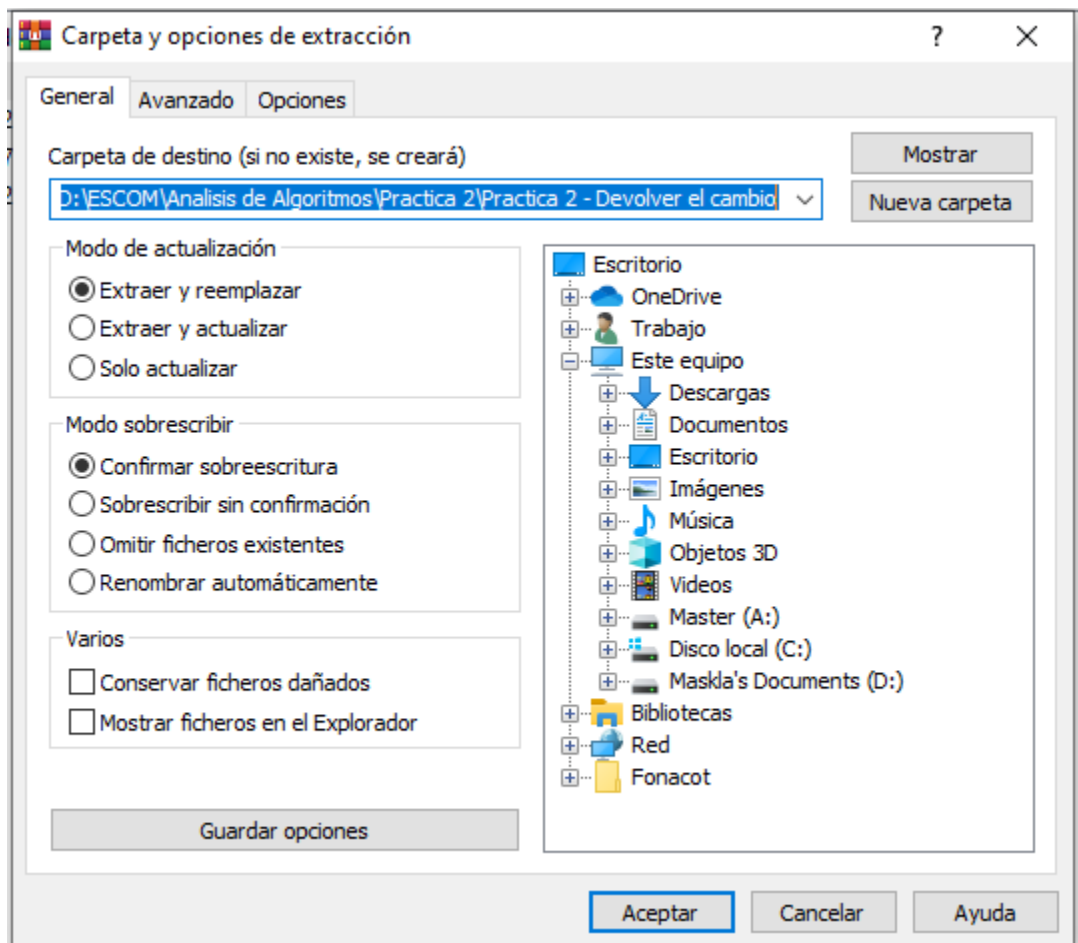 Carpeta y opciones de extracción
?
General Avanzado Opciones
Carpeta de destino (si no existe, se creará)
Mostrar
D:\ESCOM\Analisis de Algoritmos\Practica 2\Practica 2 - Devolver el cambio
Nueva carpeta
Modo de actualización
Extraer y reemplazar
Extraer y actualizar
Solo actualizar
Modo sobrescribir
Confirmar sobreescritura
Sobrescribir sin confirmación
Omitir ficheros existentes
Renombrar automáticamente
Varios
Conservar ficheros dañados
Mostrar ficheros en el Explorador
Guardar opciones
Escritorio
OneDrive
Trabajo
Este equipo
Descargas
Documentos
Escritorio
Imágenes
Música
Objetos 3D
Videos
Master (A:)
Disco local (C:)
Maskla's Documents (D:)
Bibliotecas
Red
Fonacot
Aceptar Cancelar Ayuda